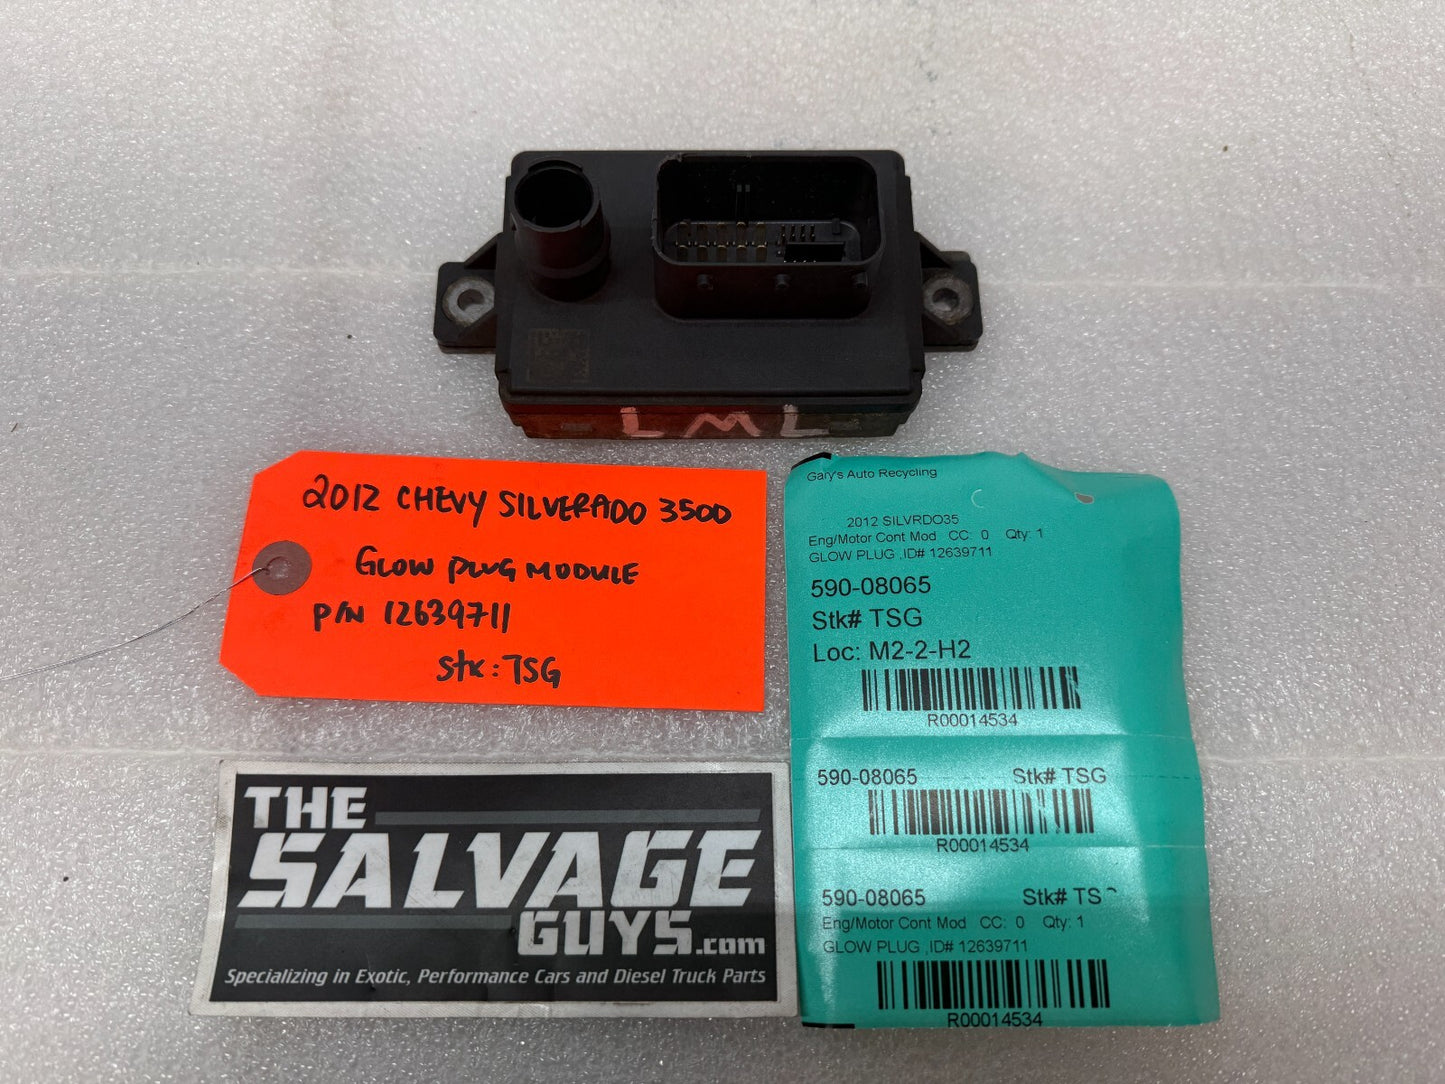 LML
2012 CHEVY SILVERADO 3500
GLOW PLUG MODULE
P/N 12639711
Stk: TSG
Gary's Auto Recycling
2012 SILVRDO35
Eng/Motor Cont Mod CC: 0 Qty: 1
GLOW PLUG ,ID# 12639711
590-08065
Stk# TSG
Loc: M2-2-H2
R00014534
590-08065 Stk# TSG
R00014534
590-08065 Stk# TS
Eng/Motor Cont Mod CC: 0 Qty: 1
GLOW PLUG ,ID# 12639711
R00014534
THE
SALVAGE
GUYS.com
Specializing in Exotic, Performance Cars and Diesel Truck Parts